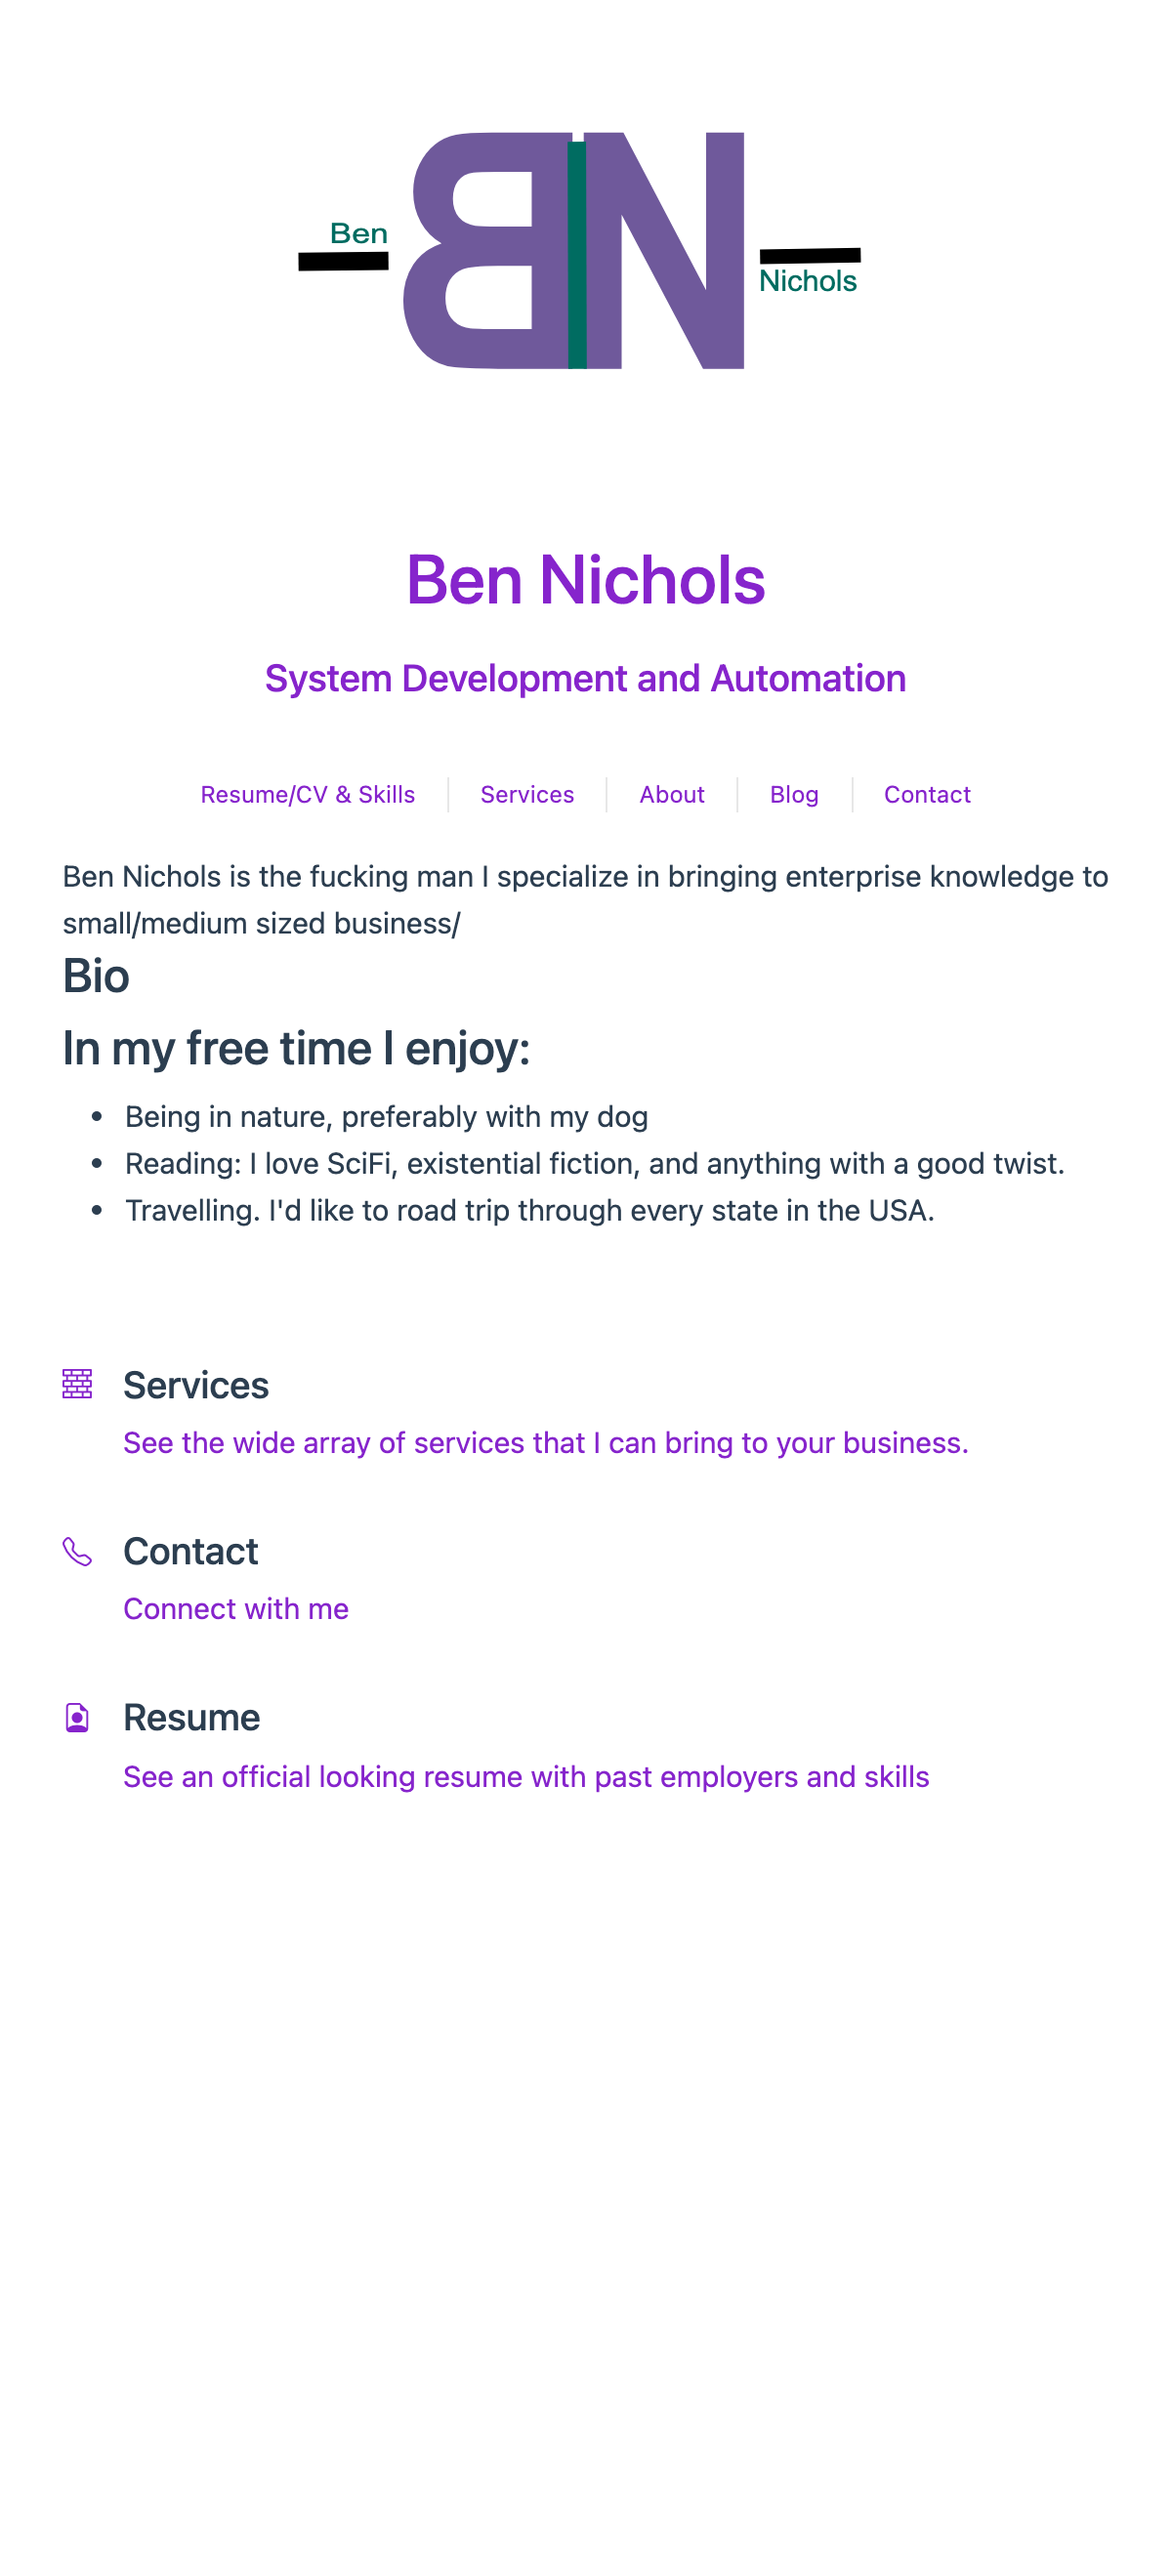 Ben
BN
Nichols
Ben Nichols
System Development and Automation
Resume/CV & Skills
Services
About
Blog
Contact
Ben Nichols is the fucking man I specialize in bringing enterprise knowledge to
small/medium sized business/
Bio
In my free time I enjoy:
• Being in nature, preferably with my dog
• Reading: I love SciFi, existential fiction, and anything with a good twist.
• Travelling. I'd like to road trip through every state in the USA.
Services
See the wide array of services that I can bring to your business.
Contact
Connect with me
Resume
See an official looking resume with past employers and skills